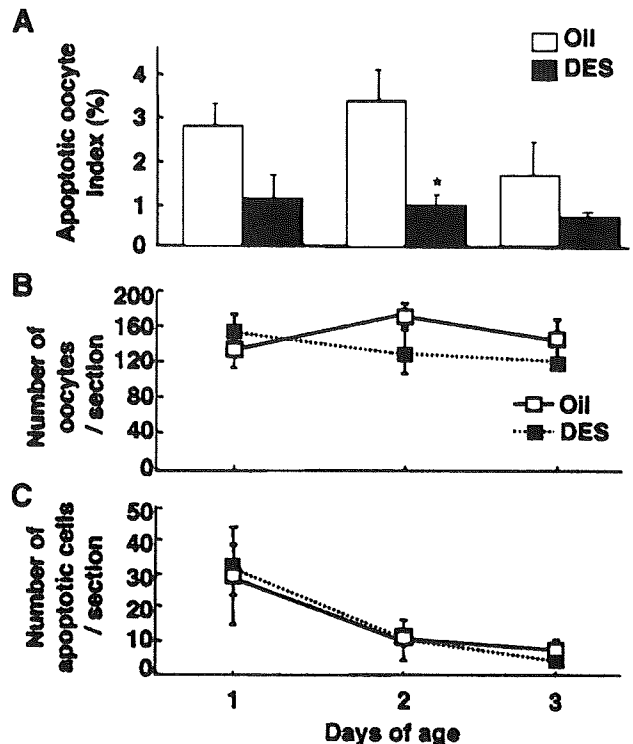 A
Oil
DES
Apoptotic oocyte
index (%)
4
3
2
1
0
*
B
Number of
oocytes
/ section
200
160
120
80
40
0
Oil
DES
C
Number of
apoptotic cells
/ section
50
40
30
20
10
0
1 2 3
Days of age